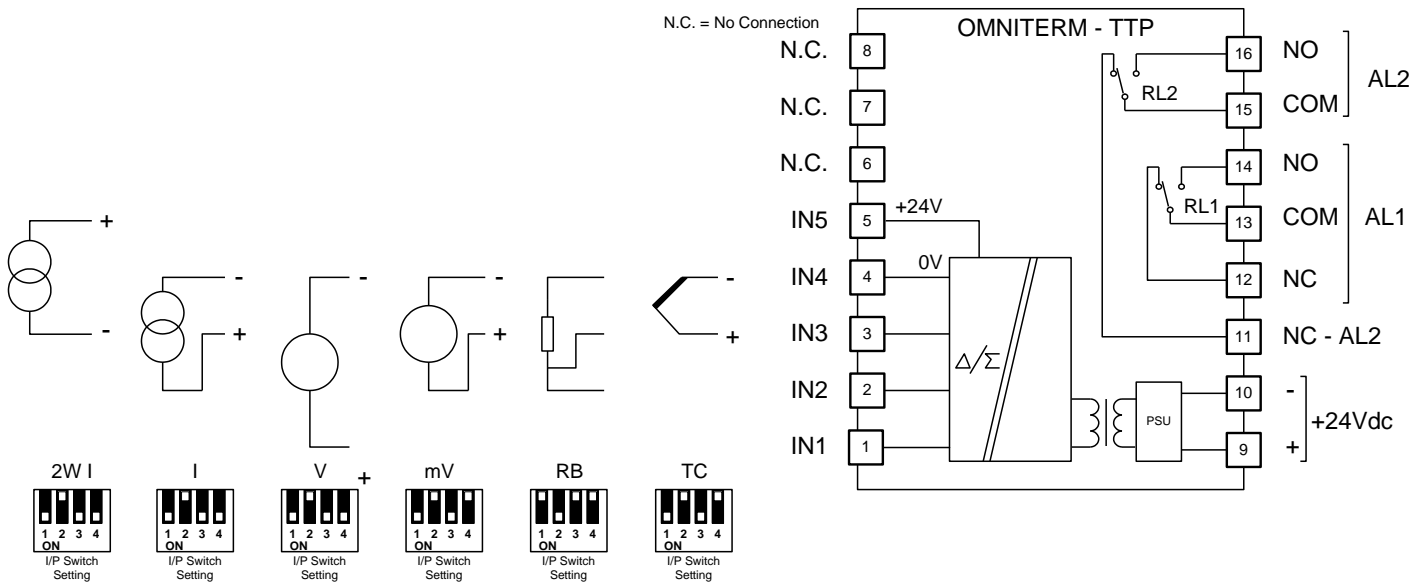 N.C. = No Connection
OMNITERM - TTP
N.C. 8
N.C. 7
N.C. 6
IN5 5 +24V
IN4 4 0V
IN3 3
IN2 2
IN1 1
Δ/Σ
PSU
RL2
RL1
16 NO
15 COM
AL2
14 NO
13 COM
12 NC
AL1
11 NC - AL2
10 -
9 +
+24Vdc
+
-
-
+
-
+
-
+
-
+
2W I
1 2 3 4
ON
I/P Switch
Setting
I
1 2 3 4
ON
I/P Switch
Setting
V
1 2 3 4
ON
I/P Switch
Setting
mV
1 2 3 4
ON
I/P Switch
Setting
RB
1 2 3 4
ON
I/P Switch
Setting
TC
1 2 3 4
ON
I/P Switch
Setting